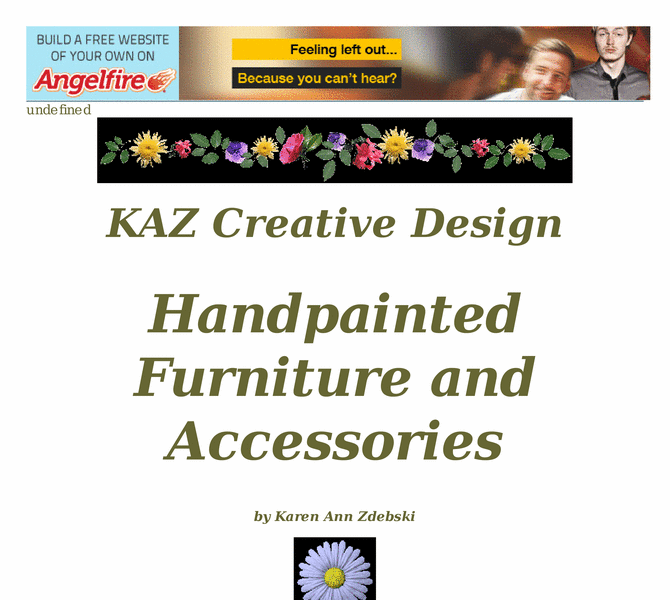 BUILD A FREE WEBSITE
OF YOUR OWN ON
Angelfire
Feeling left out...
Because you can't hear?
undefined
KAZ Creative Design
Handpainted
Furniture and
Accessories
by Karen Ann Zdebski